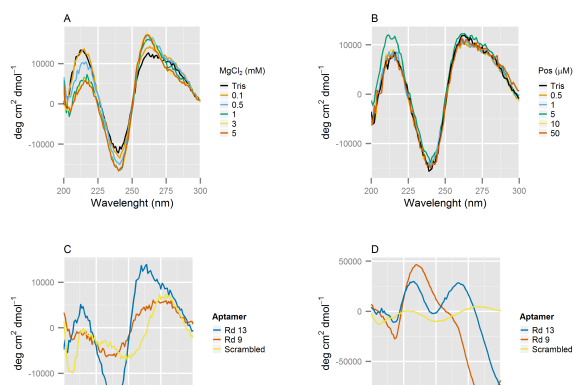 A
deg cm² dmol⁻¹
10000
0
-10000
200
225
250
275
300
Wavelenght (nm)
MgCl₂ (mM)
Tris
0.1
0.5
1
3
5
B
deg cm² dmol⁻¹
10000
0
-10000
200
225
250
275
300
Wavelenght (nm)
Pos (µM)
Tris
0.5
1
5
10
50
C
deg cm² dmol⁻¹
10000
0
-10000
Aptamer
Rd 13
Rd 9
Scrambled
D
deg cm² dmol⁻¹
50000
0
-50000
Aptamer
Rd 13
Rd 9
Scrambled